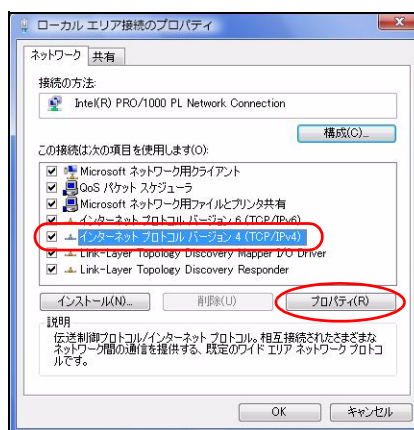 ローカル エリア接続のプロパティ
ネットワーク 共有
接続の方法:
Intel(R) PRO/1000 PL Network Connection
構成(C)...
この接続は次の項目を使用します(O):
Microsoft ネットワーク用クライアント
QoS パケット スケジューラ
Microsoft ネットワーク用ファイルとプリンタ共有
インターネット プロトコル バージョン 6 (TCP/IPv6)
インターネット プロトコル バージョン 4 (TCP/IPv4)
Link-Layer Topology Discovery Mapper I/O Driver
Link-Layer Topology Discovery Responder
インストール(N)... 削除(U) プロパティ(R)
説明
伝送制御プロトコル/インターネット プロトコル。相互接続されたさまざまな
ネットワーク間の通信を提供する、既定のワイド エリア ネットワーク プロトコ
ルです。
OK キャンセル